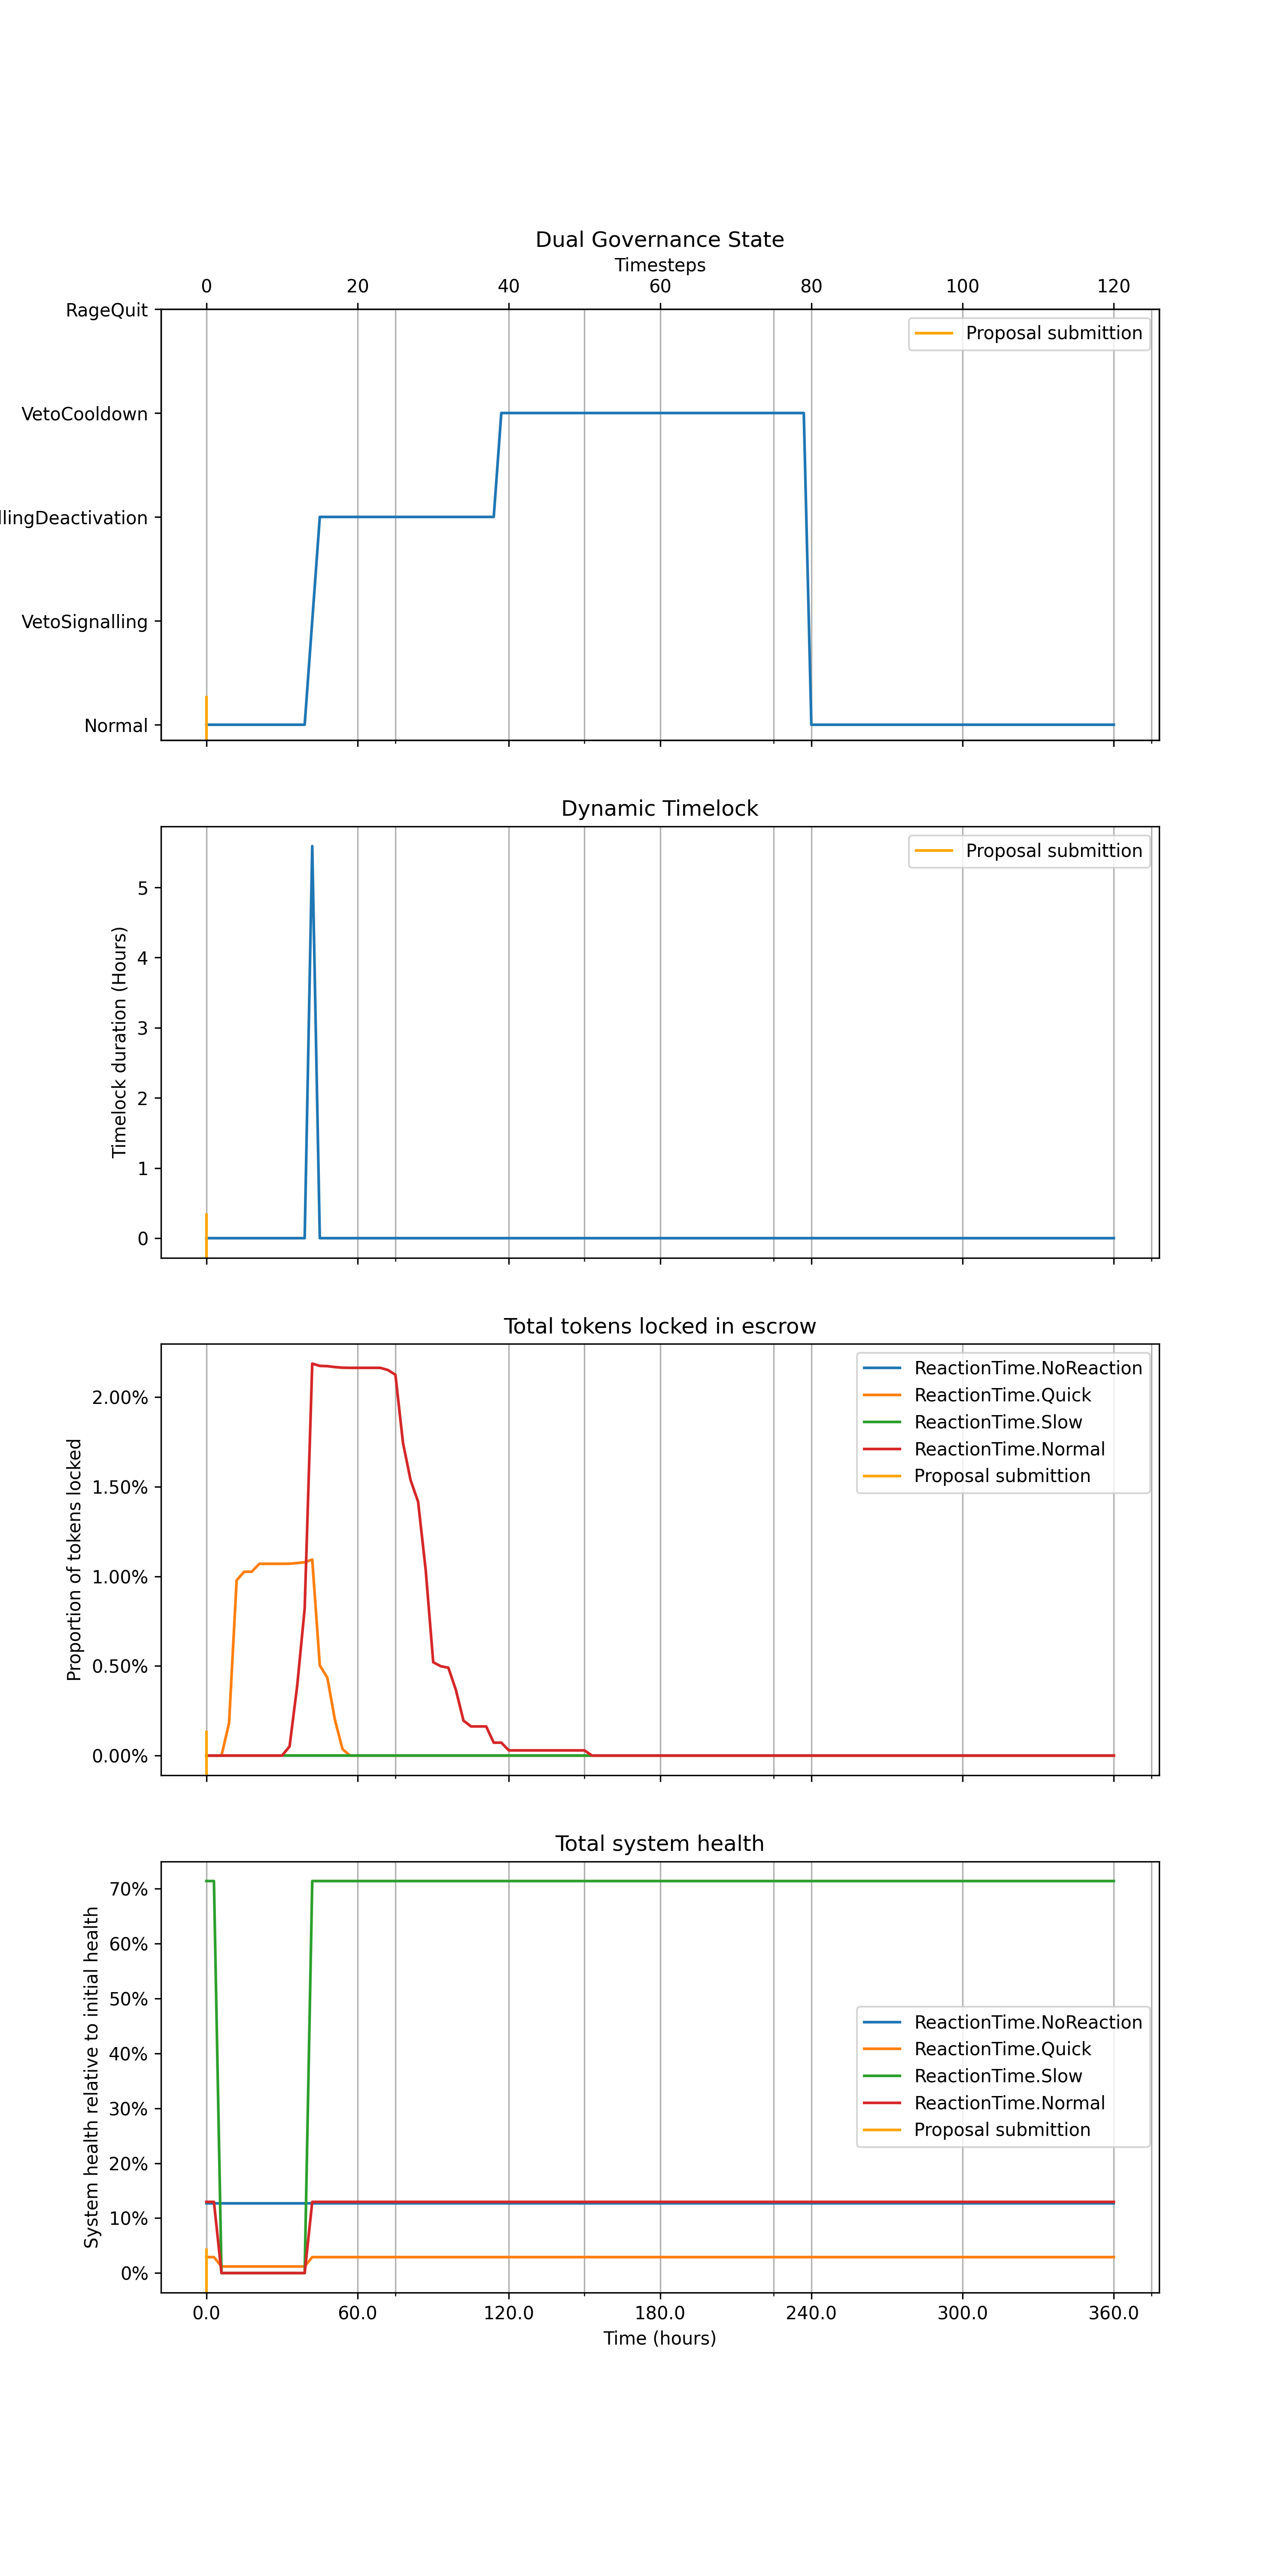 Dual Governance State
Timesteps
0 20 40 60 80 100 120
RageQuit
VetoCooldown
llingDeactivation
VetoSignalling
Normal
Proposal submittion
Dynamic Timelock
Timelock duration (Hours)
5
4
3
2
1
0
Proposal submittion
Total tokens locked in escrow
Proportion of tokens locked
2.00%
1.50%
1.00%
0.50%
0.00%
ReactionTime.NoReaction
ReactionTime.Quick
ReactionTime.Slow
ReactionTime.Normal
Proposal submittion
Total system health
System health relative to initial health
70%
60%
50%
40%
30%
20%
10%
0%
ReactionTime.NoReaction
ReactionTime.Quick
ReactionTime.Slow
ReactionTime.Normal
Proposal submittion
0.0 60.0 120.0 180.0 240.0 300.0 360.0
Time (hours)